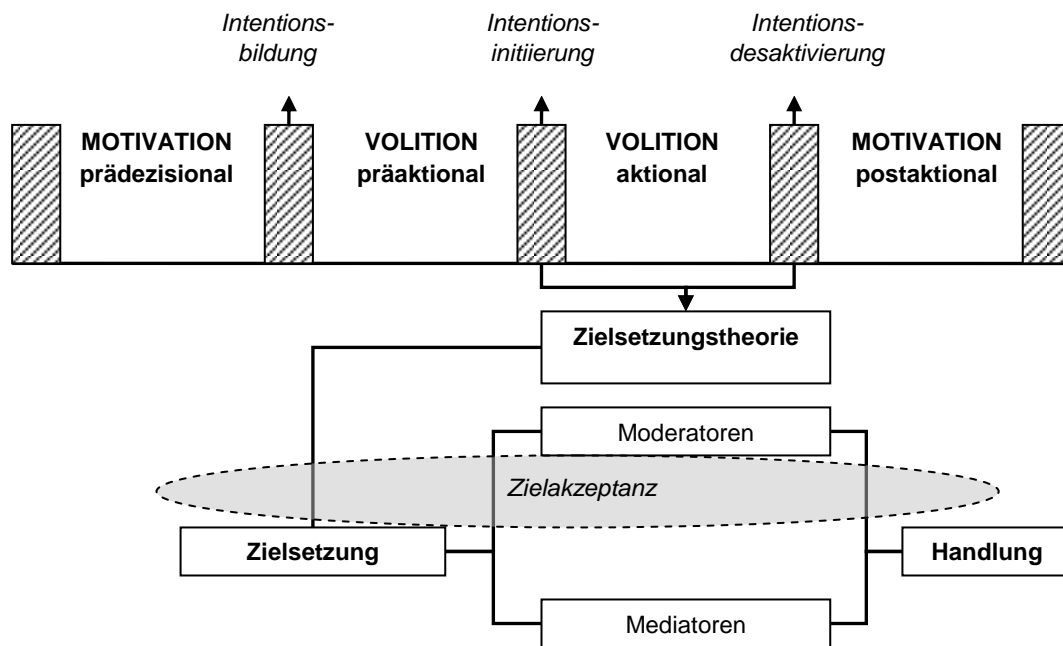 Intentions-
bildung
Intentions-
initiierung
Intentions-
desaktivierung
MOTIVATION
prädezisional
VOLITION
präaktional
VOLITION
aktional
MOTIVATION
postaktional
Zielsetzungstheorie
Moderatoren
Zielakzeptanz
Zielsetzung
Handlung
Mediatoren